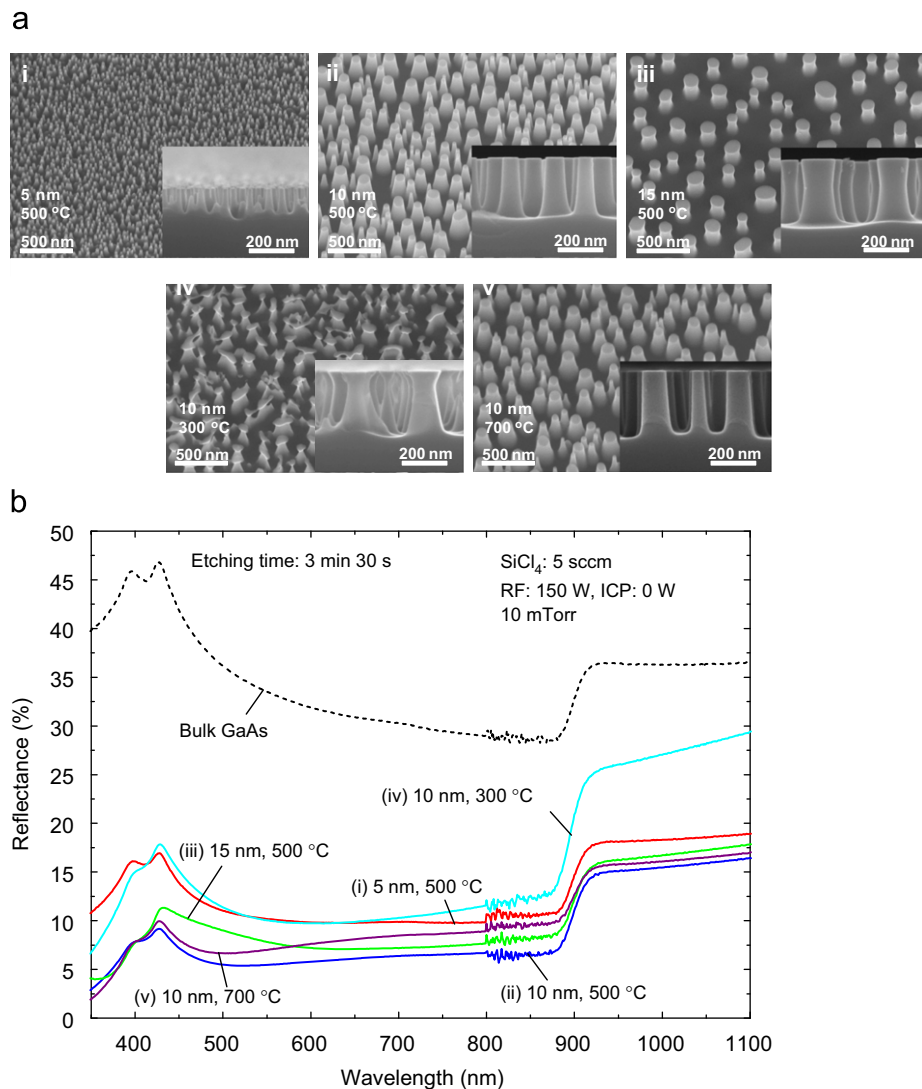 a
i
5 nm
500 °C
500 nm
200 nm
ii
10 nm
500 °C
500 nm
200 nm
iii
15 nm
500 °C
500 nm
200 nm
iv
10 nm
300 °C
500 nm
200 nm
v
10 nm
700 °C
500 nm
200 nm
b
50
45
40
35
30
25
20
15
10
5
0
Reflectance (%)
Etching time: 3 min 30 s
SiCl₄: 5 sccm
RF: 150 W, ICP: 0 W
10 mTorr
Bulk GaAs
(iv) 10 nm, 300 °C
(iii) 15 nm, 500 °C
(i) 5 nm, 500 °C
(v) 10 nm, 700 °C
(ii) 10 nm, 500 °C
400 500 600 700 800 900 1000 1100
Wavelength (nm)